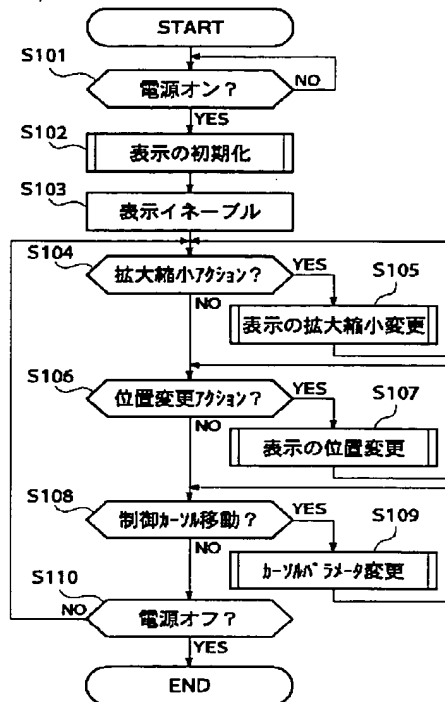 START
S101
電源オン？
NO
YES
S102
表示の初期化
S103
表示イネーブル
S104
拡大縮小ｱｸｼｮﾝ？
YES
NO
S105
表示の拡大縮小変更
S106
位置変更ｱｸｼｮﾝ？
YES
NO
S107
表示の位置変更
S108
制御ｶｰｿﾙ移動？
YES
NO
S109
ｶｰｿﾙﾊﾟﾗﾒｰﾀ変更
S110
NO
電源オフ？
YES
END